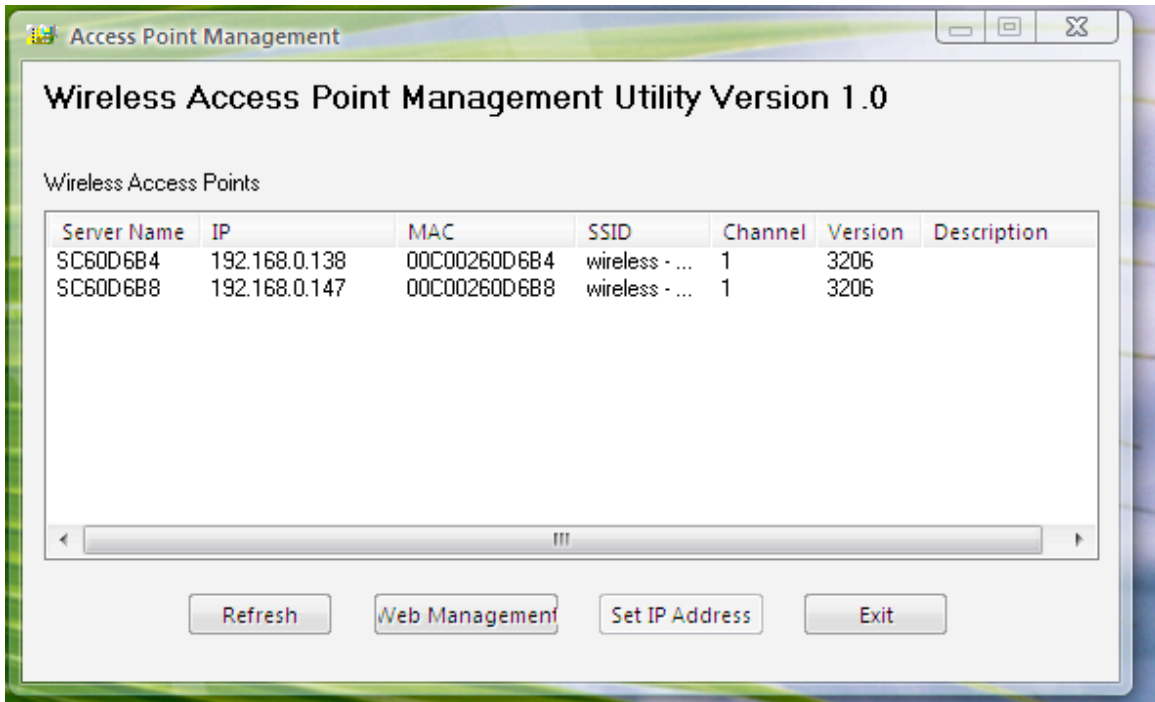 Access Point Management
Wireless Access Point Management Utility Version 1.0
Wireless Access Points
Server Name IP MAC SSID Channel Version Description
SC60D6B4 192.168.0.138 00C00260D6B4 wireless - ... 1 3206
SC60D6B8 192.168.0.147 00C00260D6B8 wireless - ... 1 3206
Refresh Web Management Set IP Address Exit